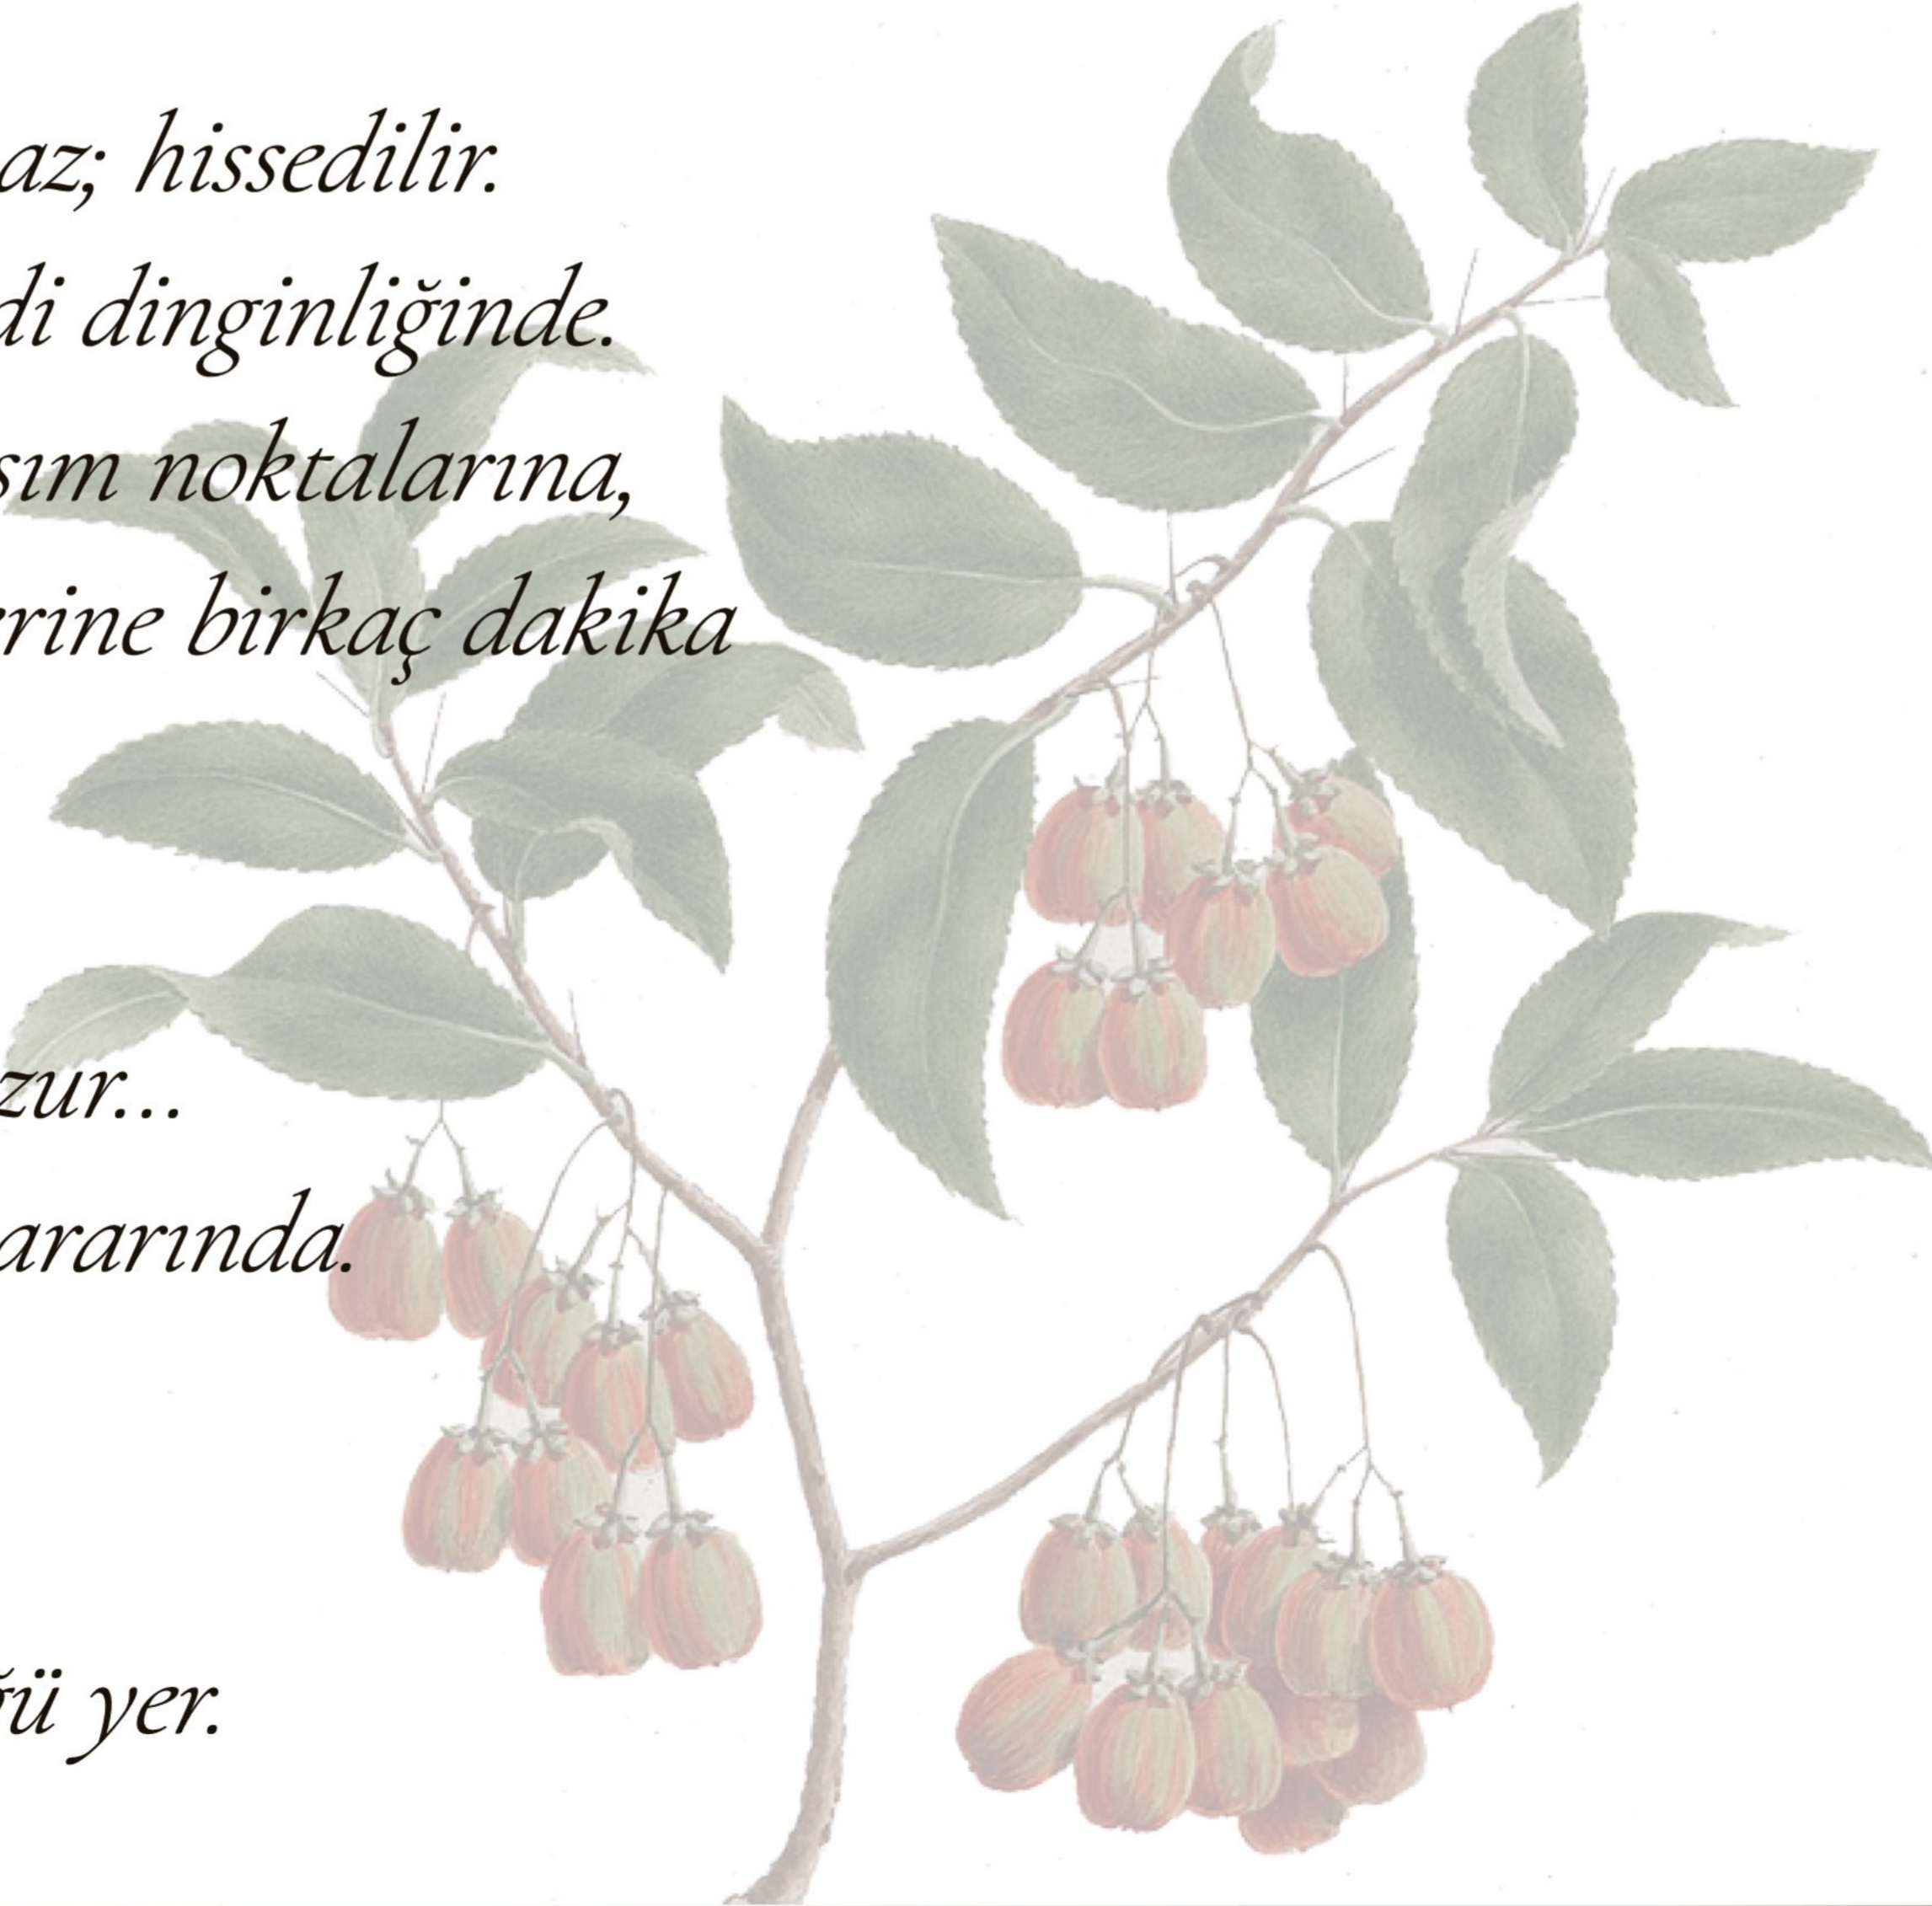 az; hissedilir.
di dinginliğinde.
sım noktalarına,
rine birkaç dakika
zur...
ararında.
ğü yer.